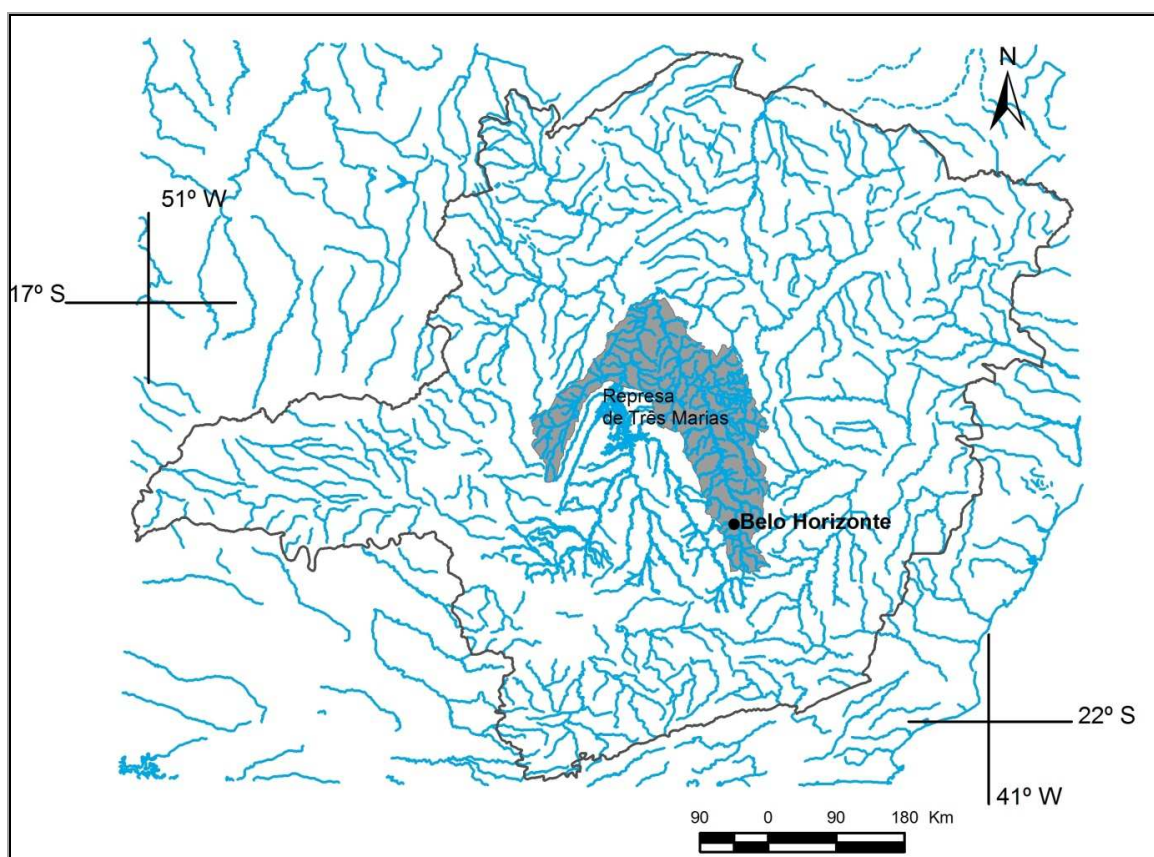 N
51º W
17º S
Represa
de Três Marias
Belo Horizonte
22º S
41º W
90 0 90 180 Km